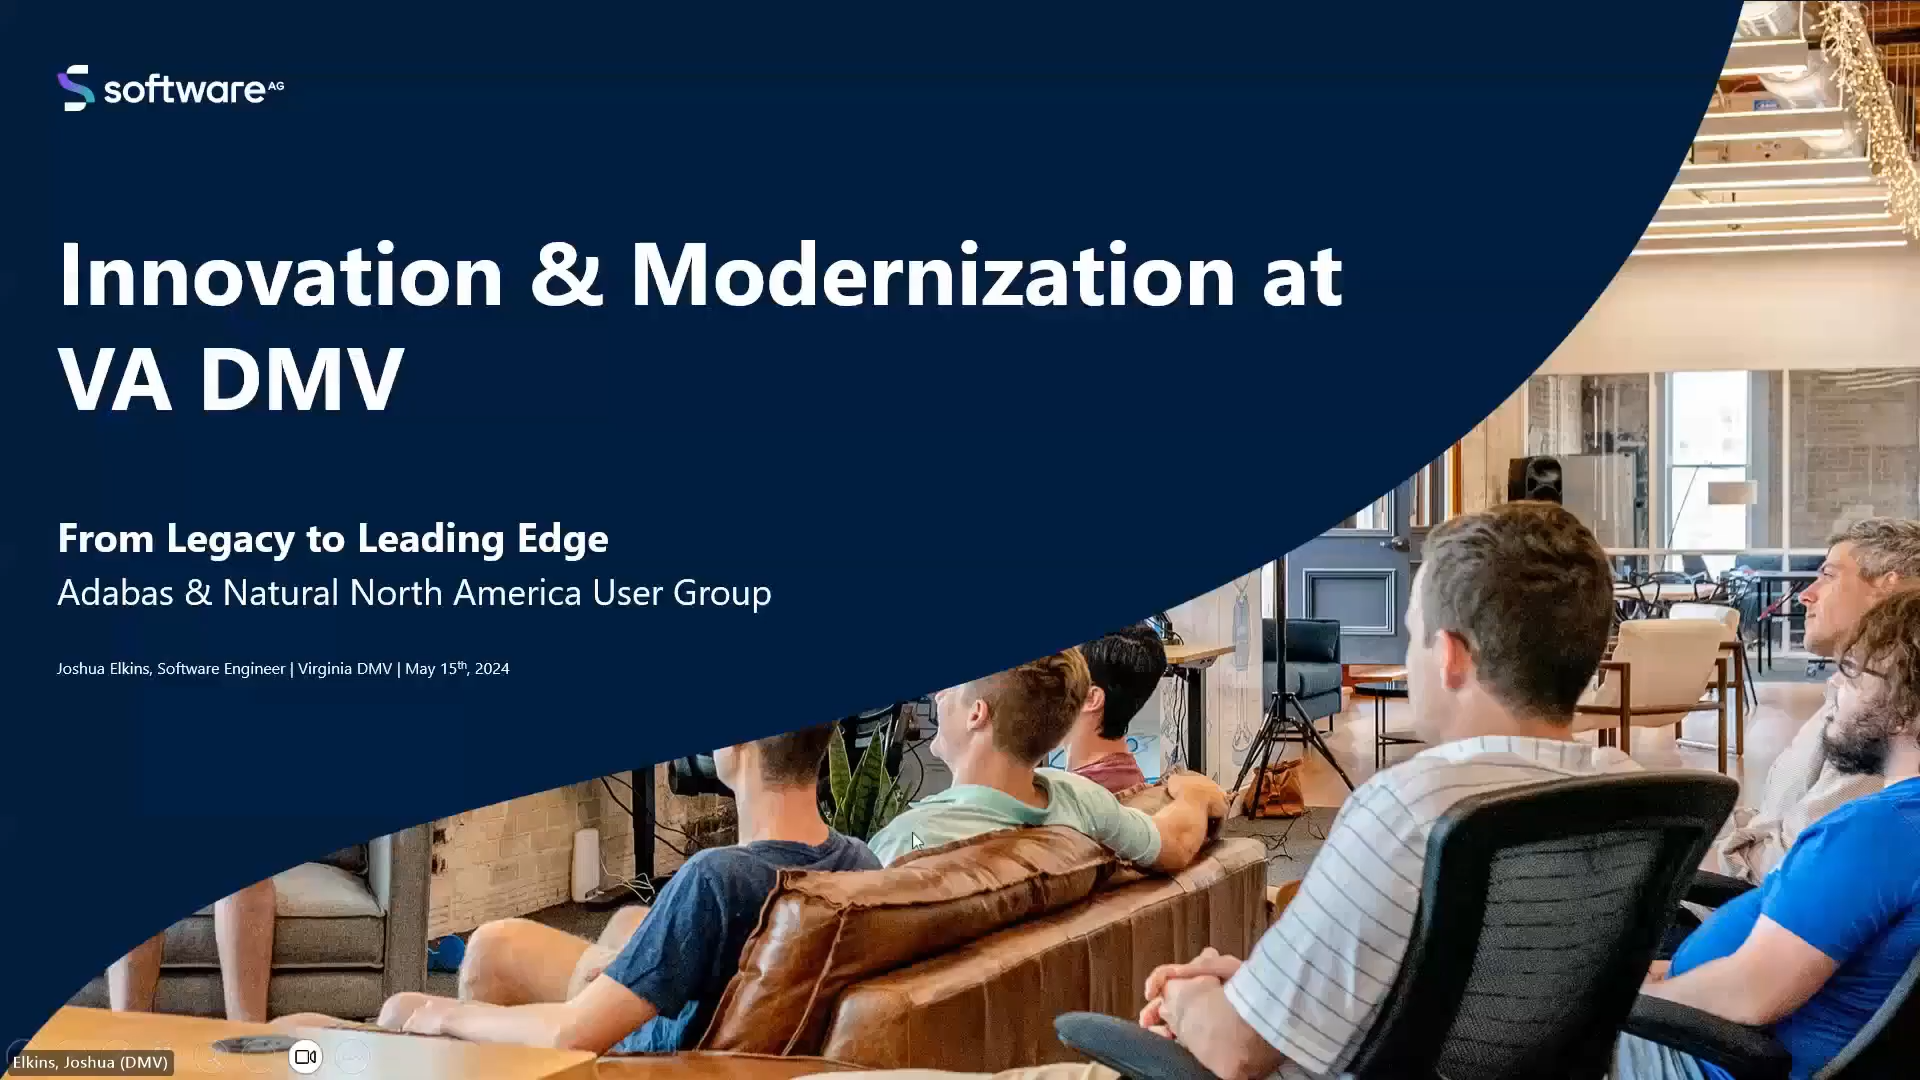 software AG
Innovation & Modernization at
VA DMV
From Legacy to Leading Edge
Adabas & Natural North America User Group
Joshua Elkins, Software Engineer | Virginia DMV | May 15th, 2024
Elkins, Joshua (DMV)